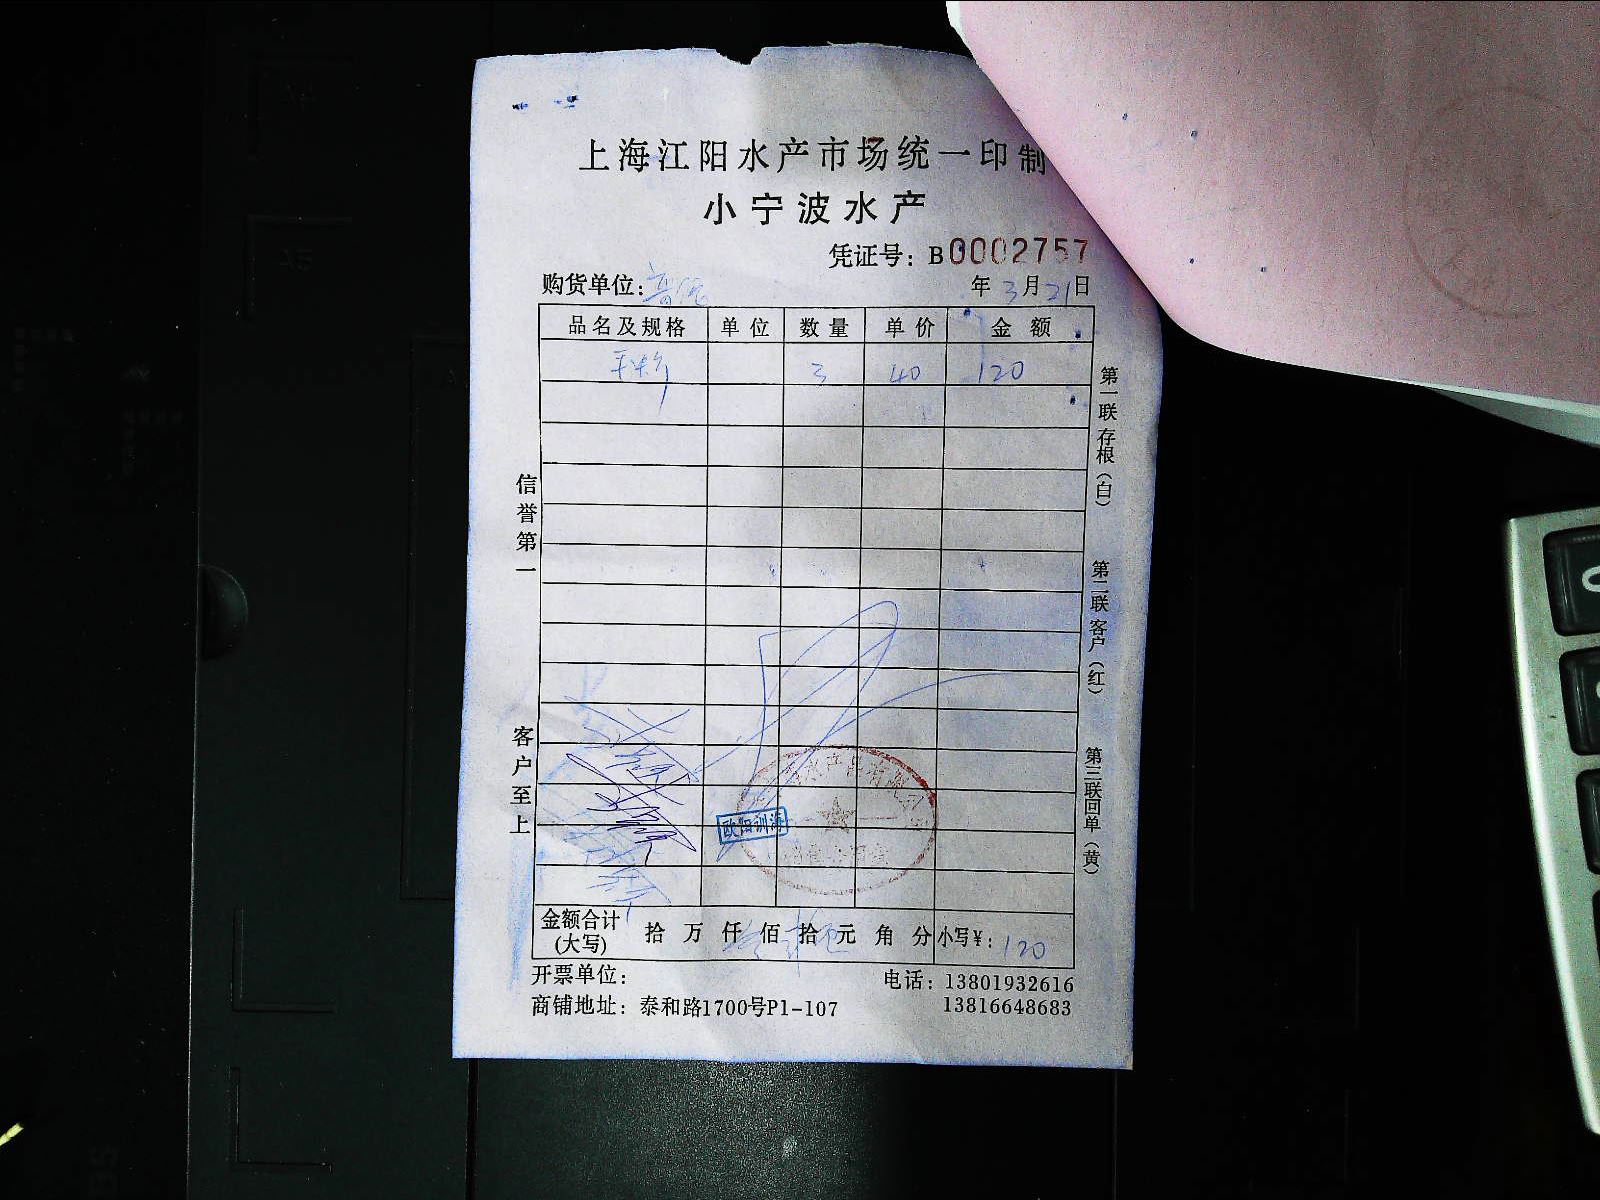 上海江阳水产市场统一印制
小宁波水产
凭证号：B0002757
购货单位： 年3月21日
品名及规格 单位 数量 单价 金额
3 40 120
信誉第一
客户至上
第一联存根（白）
第二联客户（红）
第三联回单（黄）
欧阳训海
金额合计(大写) 拾 万 仟 佰 拾 元 角 分 小写¥：120
开票单位： 电话：13801932616
商铺地址：泰和路1700号P1-107 13816648683